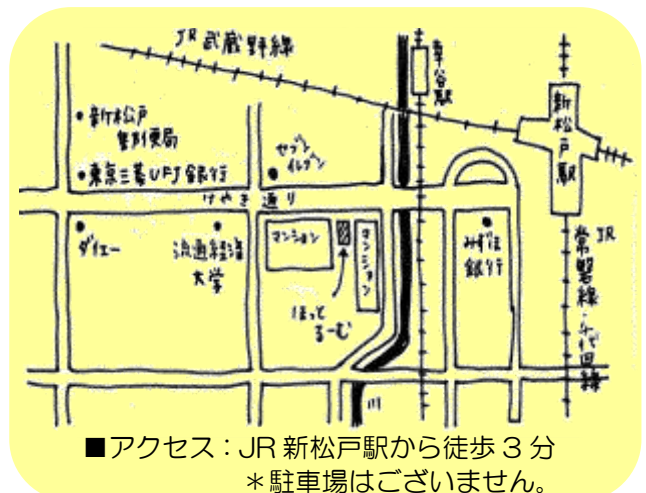 JR 武蔵野線
幸谷駅
新松戸駅
・新松戸
郵便局
・東京三菱UFJ銀行
セブン
イレブン
けやき通り
ダイエー
流通経済
大学
マンション
マンション
ほっと
るーむ
みずほ
銀行
JR
常磐線・千代田線
川
■アクセス：JR 新松戸駅から徒歩 3 分
＊駐車場はございません。